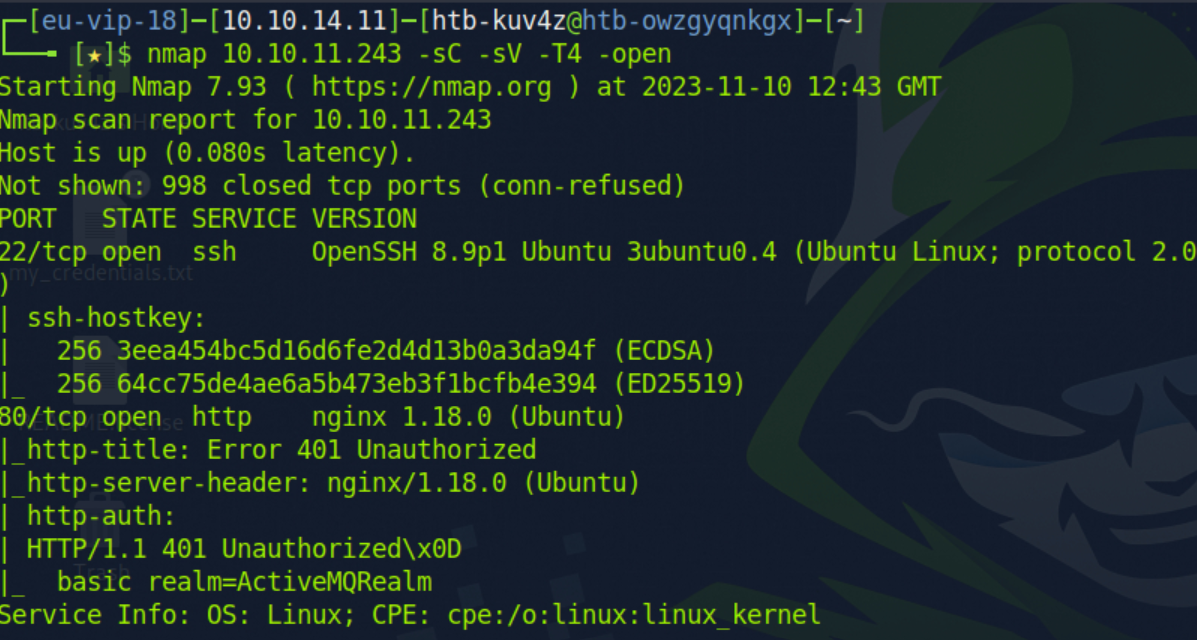 ┌─[eu-vip-18]─[10.10.14.11]─[htb-kuv4z@htb-owzgyqnkgx]─[~]
└──╼ [★]$ nmap 10.10.11.243 -sC -sV -T4 -open
Starting Nmap 7.93 ( https://nmap.org ) at 2023-11-10 12:43 GMT
Nmap scan report for 10.10.11.243
Host is up (0.080s latency).
Not shown: 998 closed tcp ports (conn-refused)
PORT   STATE SERVICE VERSION
22/tcp open  ssh     OpenSSH 8.9p1 Ubuntu 3ubuntu0.4 (Ubuntu Linux; protocol 2.0
)
my_credentials.txt
| ssh-hostkey:
|   256 3eea454bc5d16d6fe2d4d13b0a3da94f (ECDSA)
|_  256 64cc75de4ae6a5b473eb3f1bcfb4e394 (ED25519)
80/tcp open  http    nginx 1.18.0 (Ubuntu)
|_http-title: Error 401 Unauthorized
|_http-server-header: nginx/1.18.0 (Ubuntu)
| http-auth:
| HTTP/1.1 401 Unauthorized\x0D
|_  basic realm=ActiveMQRealm
Trash
Service Info: OS: Linux; CPE: cpe:/o:linux:linux_kernel